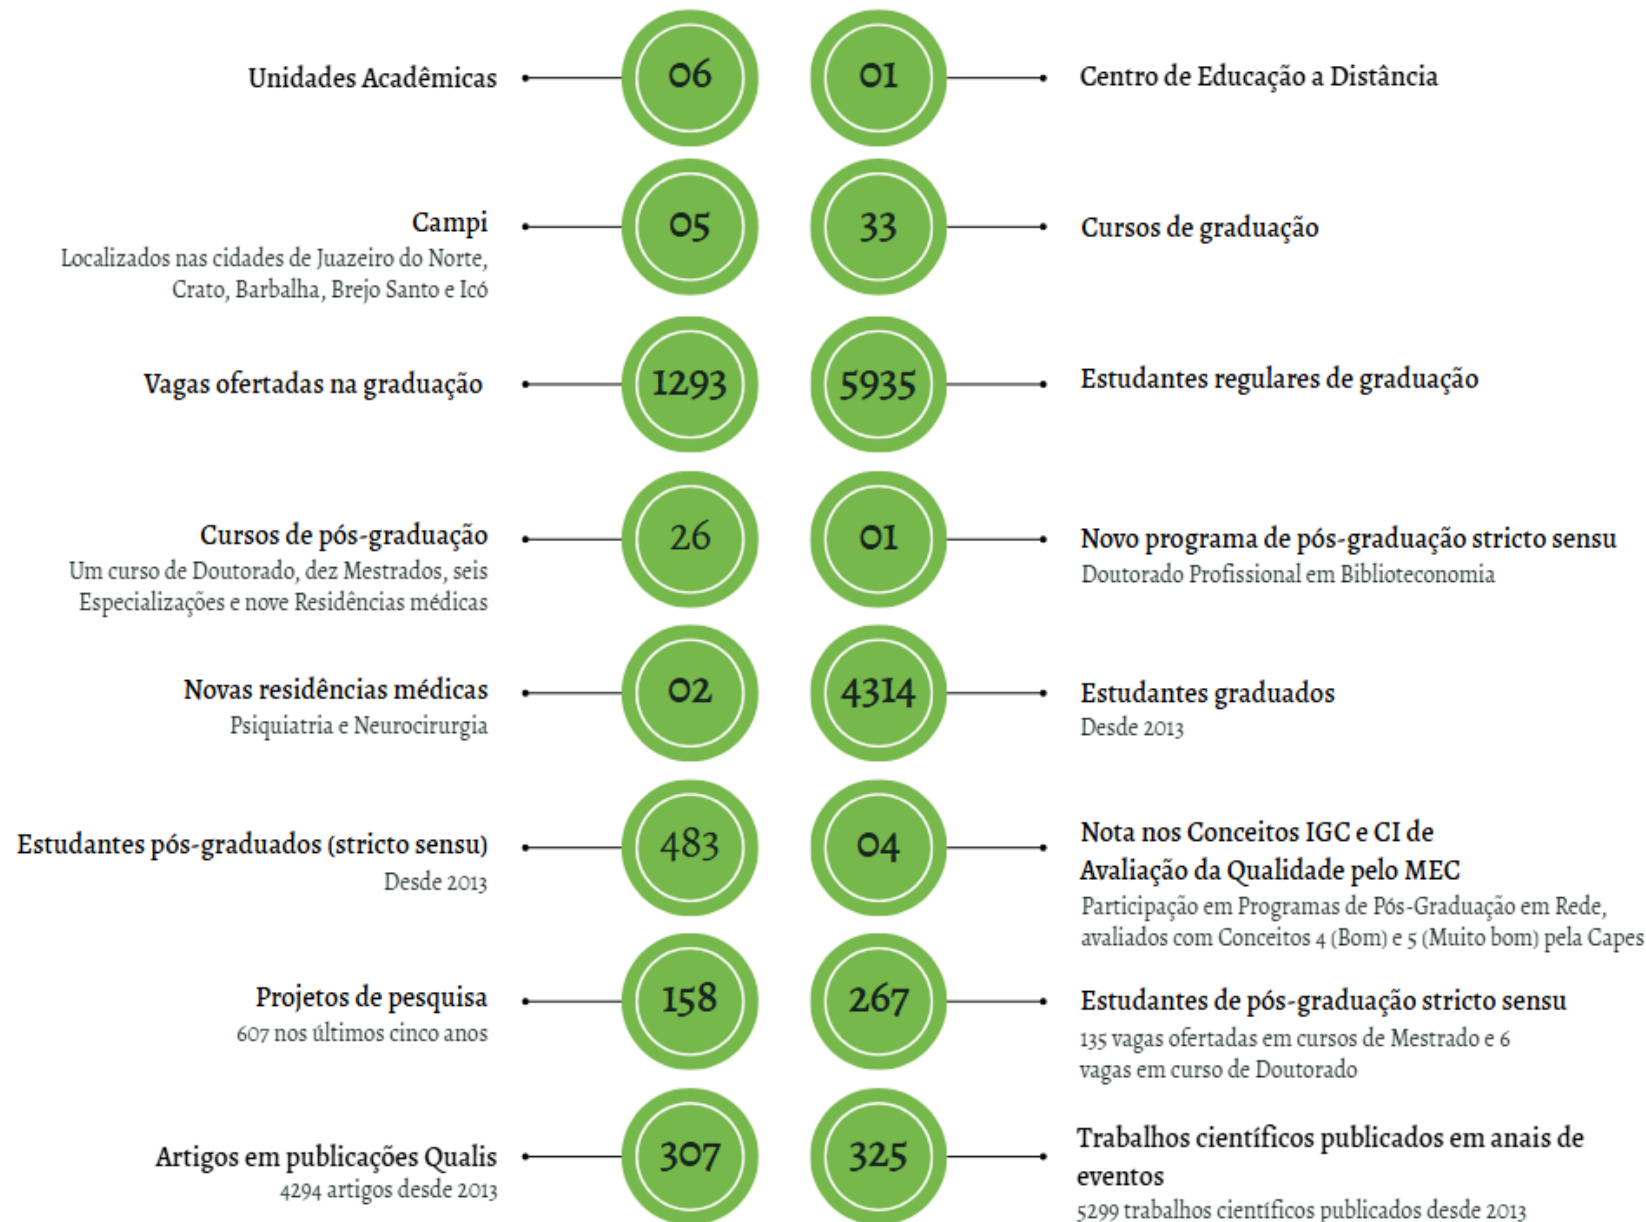 Unidades Acadêmicas
06
01
Centro de Educação a Distância
Campi
Localizados nas cidades de Juazeiro do Norte,
Crato, Barbalha, Brejo Santo e Icó
05
33
Cursos de graduação
Vagas ofertadas na graduação
1293
5935
Estudantes regulares de graduação
Cursos de pós-graduação
Um curso de Doutorado, dez Mestrados, seis
Especializações e nove Residências médicas
26
01
Novo programa de pós-graduação stricto sensu
Doutorado Profissional em Biblioteconomia
Novas residências médicas
Psiquiatria e Neurocirurgia
02
4314
Estudantes graduados
Desde 2013
Estudantes pós-graduados (stricto sensu)
Desde 2013
483
04
Nota nos Conceitos IGC e CI de
Avaliação da Qualidade pelo MEC
Participação em Programas de Pós-Graduação em Rede,
avaliados com Conceitos 4 (Bom) e 5 (Muito bom) pela Capes
Projetos de pesquisa
607 nos últimos cinco anos
158
267
Estudantes de pós-graduação stricto sensu
135 vagas ofertadas em cursos de Mestrado e 6
vagas em curso de Doutorado
Artigos em publicações Qualis
4294 artigos desde 2013
307
325
Trabalhos científicos publicados em anais de
eventos
5299 trabalhos científicos publicados desde 2013